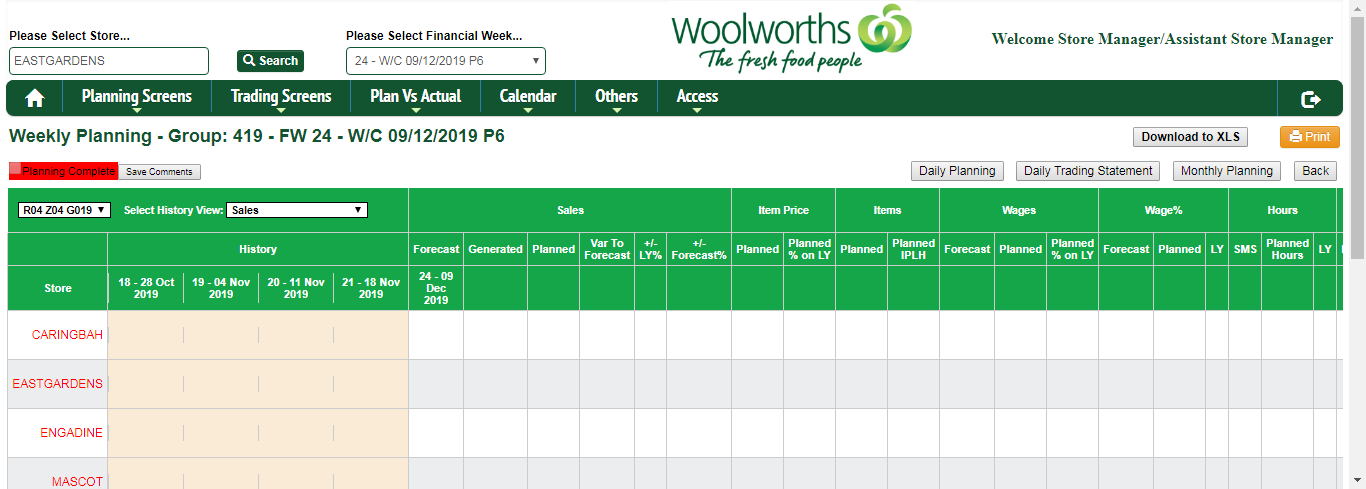 Please Select Store...
Please Select Financial Week...
EASTGARDENS
Search
24 - W/C 09/12/2019 P6
Woolworths
The fresh food people
Welcome Store Manager/Assistant Store Manager
Planning Screens
Trading Screens
Plan Vs Actual
Calendar
Others
Access
Weekly Planning - Group: 419 - FW 24 - W/C 09/12/2019 P6
Download to XLS
Print
Planning Complete
Save Comments
Daily Planning
Daily Trading Statement
Monthly Planning
Back
R04 Z04 G019
Select History View:
Sales
Sales
Item Price
Items
Wages
Wage%
Hours
History
Forecast
Generated
Planned
Var To
Forecast
+/-
LY%
+/-
Forecast%
Planned
Planned
% on LY
Planned
Planned
IPLH
Forecast
Planned
Planned
% on LY
Forecast
Planned
LY
SMS
Planned
Hours
LY
Store
18 - 28 Oct
2019
19 - 04 Nov
2019
20 - 11 Nov
2019
21 - 18 Nov
2019
24 - 09
Dec
2019
CARINGBAH
EASTGARDENS
ENGADINE
MASCOT